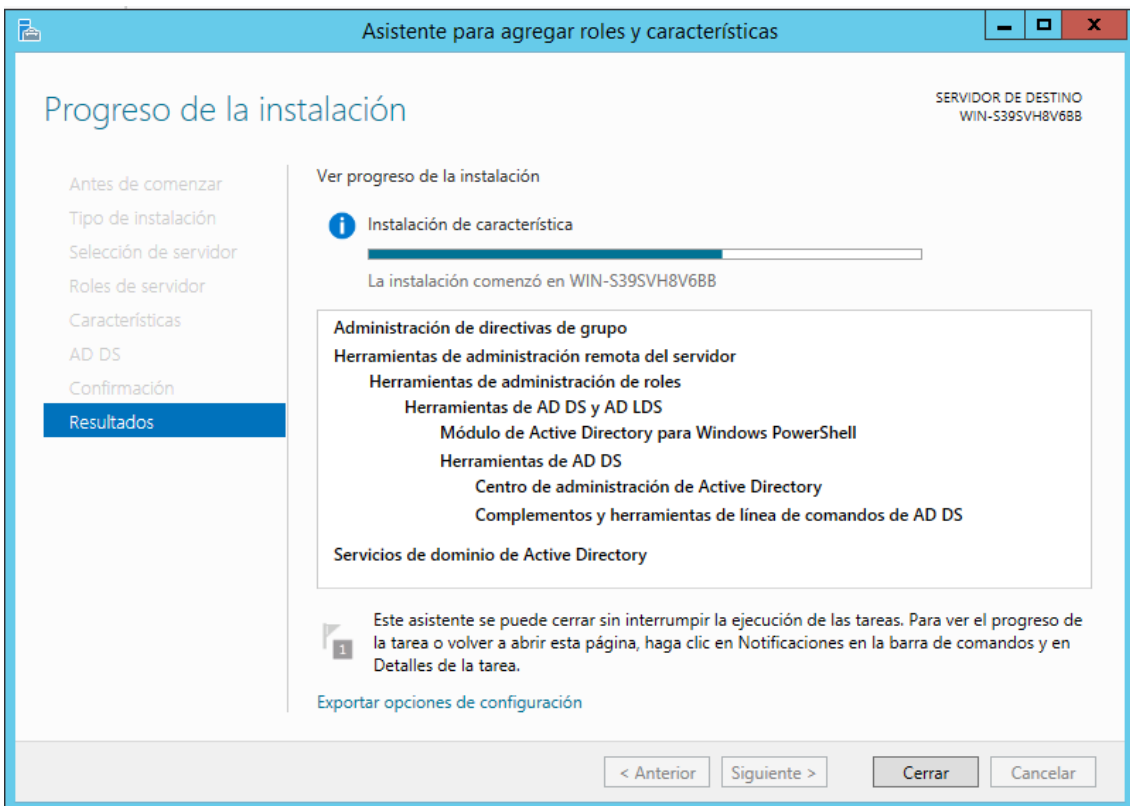 Asistente para agregar roles y características
Progreso de la instalación
SERVIDOR DE DESTINO
WIN-S39SVH8V6BB
Antes de comenzar
Tipo de instalación
Selección de servidor
Roles de servidor
Características
AD DS
Confirmación
Resultados
Ver progreso de la instalación
Instalación de característica
La instalación comenzó en WIN-S39SVH8V6BB
Administración de directivas de grupo
Herramientas de administración remota del servidor
Herramientas de administración de roles
Herramientas de AD DS y AD LDS
Módulo de Active Directory para Windows PowerShell
Herramientas de AD DS
Centro de administración de Active Directory
Complementos y herramientas de línea de comandos de AD DS
Servicios de dominio de Active Directory
1
Este asistente se puede cerrar sin interrumpir la ejecución de las tareas. Para ver el progreso de
la tarea o volver a abrir esta página, haga clic en Notificaciones en la barra de comandos y en
Detalles de la tarea.
Exportar opciones de configuración
< Anterior
Siguiente >
Cerrar
Cancelar